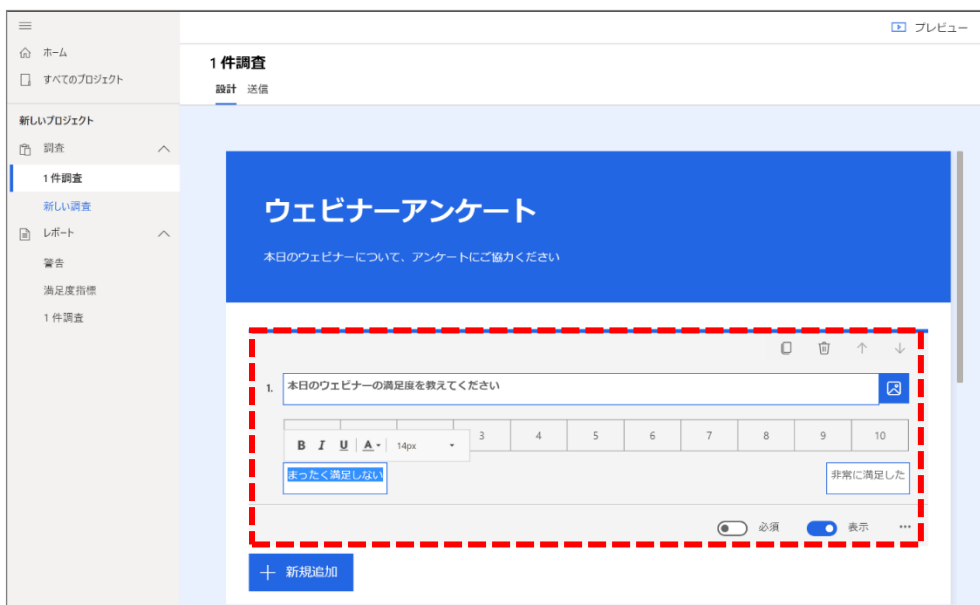 プレビュー
ホーム
すべてのプロジェクト
新しいプロジェクト
調査
1 件調査
新しい調査
レポート
警告
満足度指標
1 件調査
1 件調査
設計 送信
ウェビナーアンケート
本日のウェビナーについて、アンケートにご協力ください
1. 本日のウェビナーの満足度を教えてください
3 4 5 6 7 8 9 10
B I U A 14px
まったく満足しない 非常に満足した
必須 表示 ...
+ 新規追加